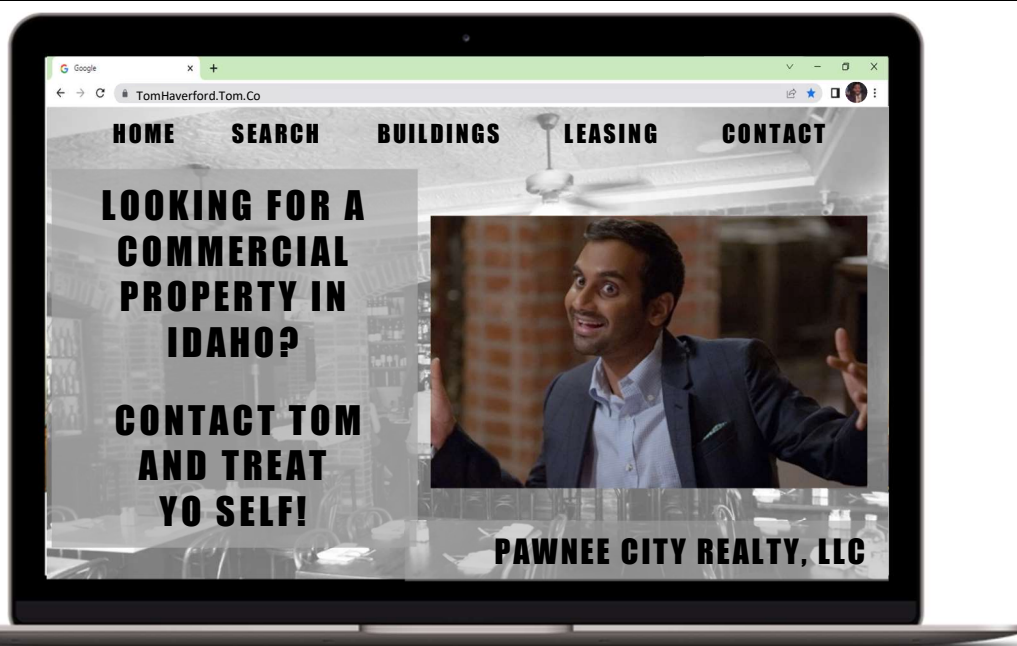 Google
TomHaverford.Tom.Co
HOME SEARCH BUILDINGS LEASING CONTACT
LOOKING FOR A
COMMERCIAL
PROPERTY IN
IDAHO?
CONTACT TOM
AND TREAT
YO SELF!
PAWNEE CITY REALTY, LLC